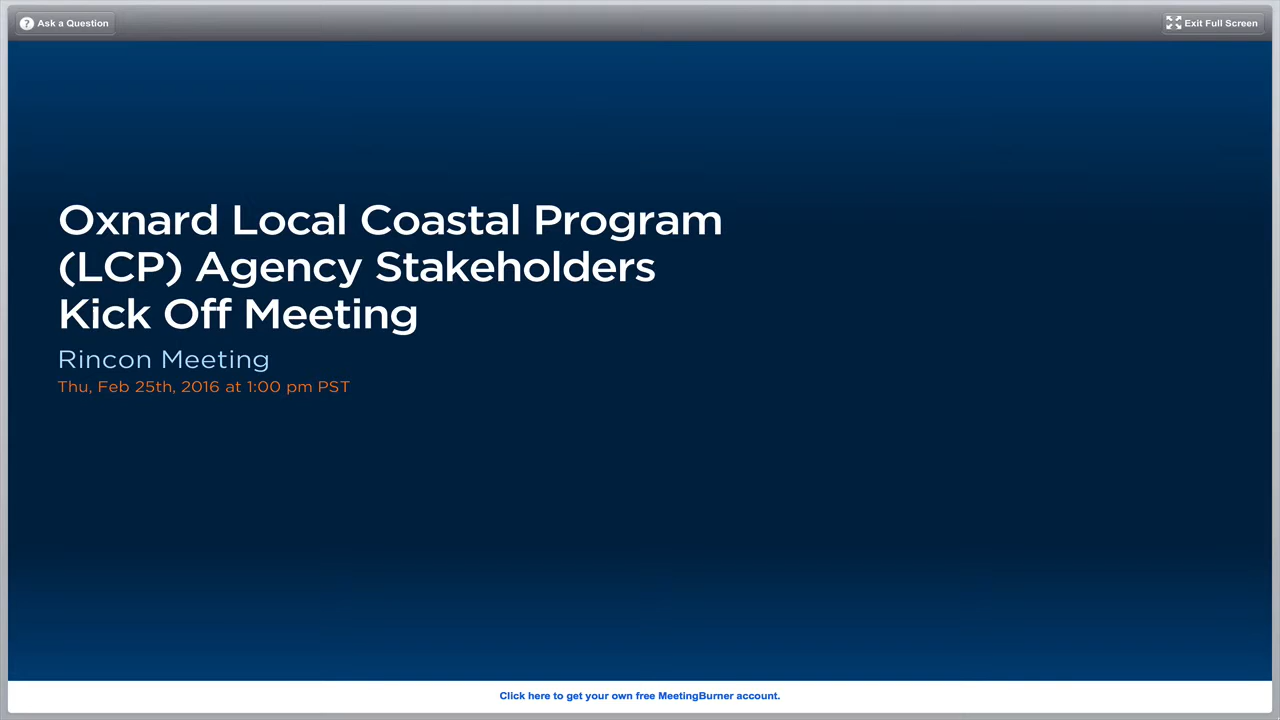 ? Ask a Question
Exit Full Screen
Oxnard Local Coastal Program
(LCP) Agency Stakeholders
Kick Off Meeting
Rincon Meeting
Thu, Feb 25th, 2016 at 1:00 pm PST
Click here to get your own free MeetingBurner account.